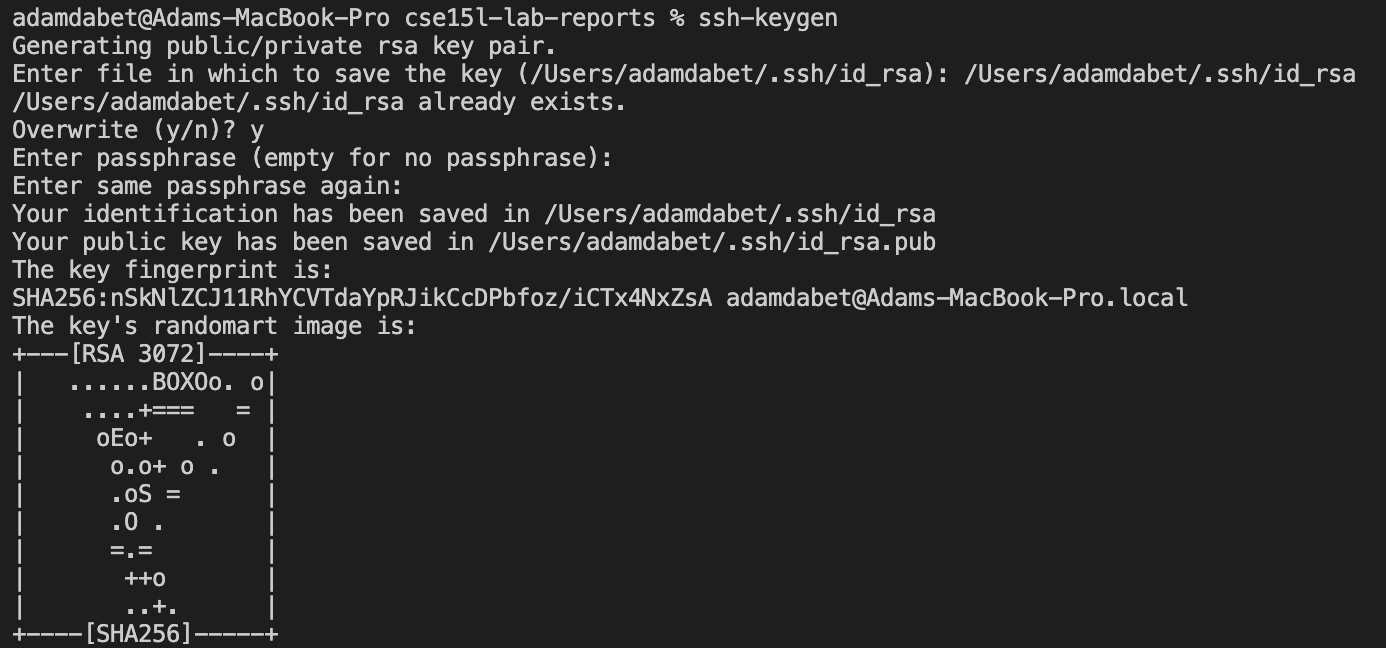 adamdabet@Adams-MacBook-Pro cse15l-lab-reports % ssh-keygen
Generating public/private rsa key pair.
Enter file in which to save the key (/Users/adamdabet/.ssh/id_rsa): /Users/adamdabet/.ssh/id_rsa
/Users/adamdabet/.ssh/id_rsa already exists.
Overwrite (y/n)? y
Enter passphrase (empty for no passphrase):
Enter same passphrase again:
Your identification has been saved in /Users/adamdabet/.ssh/id_rsa
Your public key has been saved in /Users/adamdabet/.ssh/id_rsa.pub
The key fingerprint is:
SHA256:nSkNlZCJ11RhYCVTdaYpRJikCcDPbfoz/iCTx4NxZsA adamdabet@Adams-MacBook-Pro.local
The key's randomart image is:
+---[RSA 3072]----+
|   ......BOXOo. o|
|    ....+===   = |
|     oEo+   . o  |
|      o.o+ o .   |
|      .oS =      |
|      .O .       |
|      =.=        |
|       ++o       |
|       ..+.      |
+----[SHA256]-----+